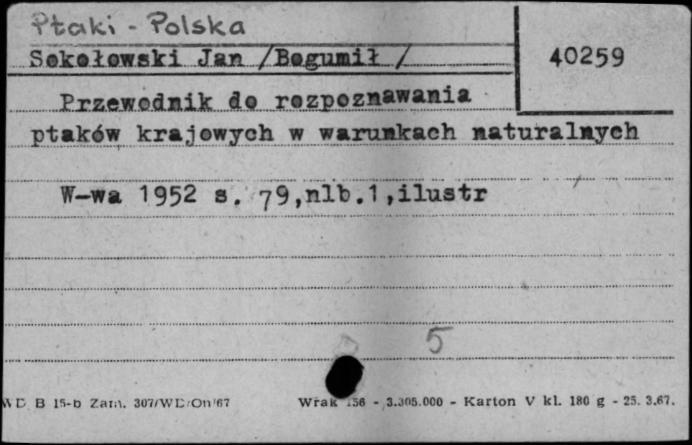 Ptaki - Polska
Sokołowski Jan /Bogumił/
40259
Przewodnik do rozpoznawania
ptaków krajowych w warunkach naturalnych
W-wa 1952 s. 79,nlb.1,ilustr
5
WD B 15-b Zam. 307/WD/On/67
Wrak 156 - 3.305.000 - Karton V kl. 180 g - 25. 3.67.